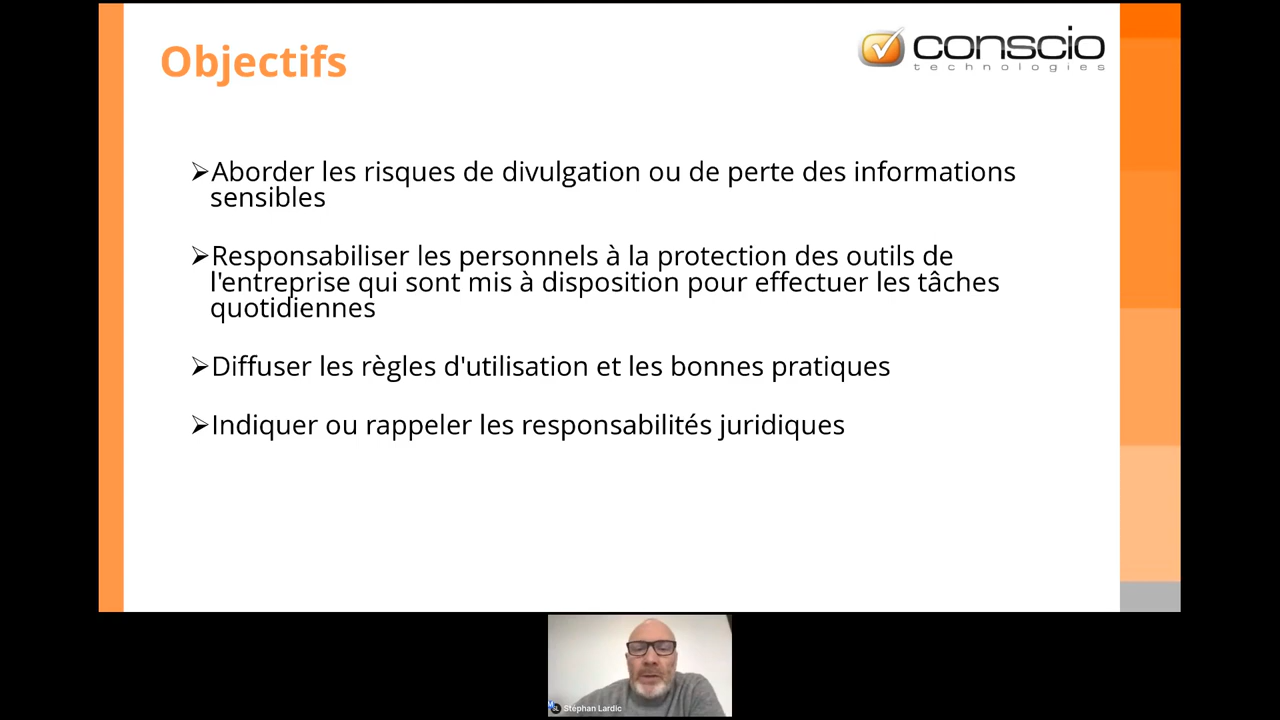 Objectifs
conscio
technologies
➢Aborder les risques de divulgation ou de perte des informations
sensibles
➢Responsabiliser les personnels à la protection des outils de
l'entreprise qui sont mis à disposition pour effectuer les tâches
quotidiennes
➢Diffuser les règles d'utilisation et les bonnes pratiques
➢Indiquer ou rappeler les responsabilités juridiques
SL Stéphan Lardic